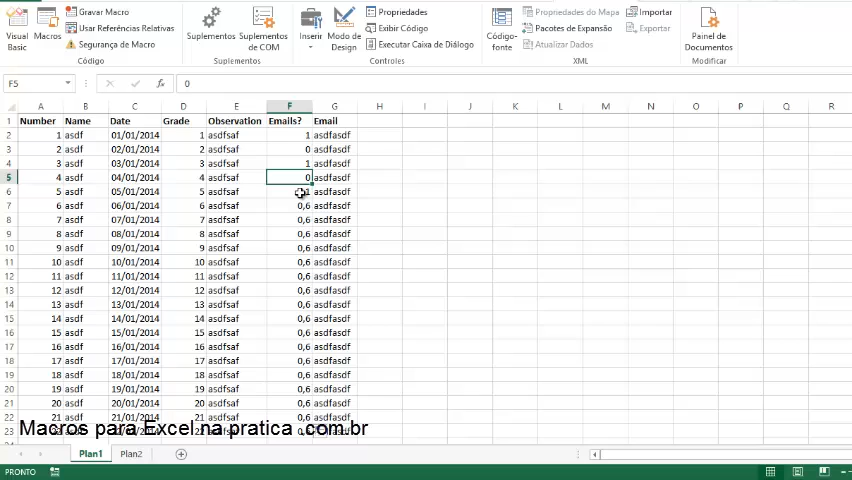 Gravar Macro
Usar Referências Relativas
Segurança de Macro
Visual Basic
Macros
Código
Suplementos
Suplementos de COM
Suplementos
Inserir
Modo de Design
Propriedades
Exibir Código
Executar Caixa de Diálogo
Controles
Código-fonte
Propriedades do Mapa
Pacotes de Expansão
Atualizar Dados
Importar
Exportar
XML
Painel de Documentos
Modificar
F5 fx 0
A B C D E F G H I J K L M N O P Q R
1 Number Name Date Grade Observation Emails? Email
2 1 asdf 01/01/2014 1 asdfsaf 1 asdfasdf
3 2 asdf 02/01/2014 2 asdfsaf 0 asdfasdf
4 3 asdf 03/01/2014 3 asdfsaf 1 asdfasdf
5 4 asdf 04/01/2014 4 asdfsaf 0 asdfasdf
6 5 asdf 05/01/2014 5 asdfsaf 1 asdfasdf
7 6 asdf 06/01/2014 6 asdfsaf 0,6 asdfasdf
8 7 asdf 07/01/2014 7 asdfsaf 0,6 asdfasdf
9 8 asdf 08/01/2014 8 asdfsaf 0,6 asdfasdf
10 9 asdf 09/01/2014 9 asdfsaf 0,6 asdfasdf
11 10 asdf 10/01/2014 10 asdfsaf 0,6 asdfasdf
12 11 asdf 11/01/2014 11 asdfsaf 0,6 asdfasdf
13 12 asdf 12/01/2014 12 asdfsaf 0,6 asdfasdf
14 13 asdf 13/01/2014 13 asdfsaf 0,6 asdfasdf
15 14 asdf 14/01/2014 14 asdfsaf 0,6 asdfasdf
16 15 asdf 15/01/2014 15 asdfsaf 0,6 asdfasdf
17 16 asdf 16/01/2014 16 asdfsaf 0,6 asdfasdf
18 17 asdf 17/01/2014 17 asdfsaf 0,6 asdfasdf
19 18 asdf 18/01/2014 18 asdfsaf 0,6 asdfasdf
20 19 asdf 19/01/2014 19 asdfsaf 0,6 asdfasdf
21 20 asdf 20/01/2014 20 asdfsaf 0,6 asdfasdf
22 21 asdf 21/01/2014 21 asdfsaf 0,6 asdfasdf
23
Macros para Excel na pratica .com.br
Plan1 Plan2
PRONTO